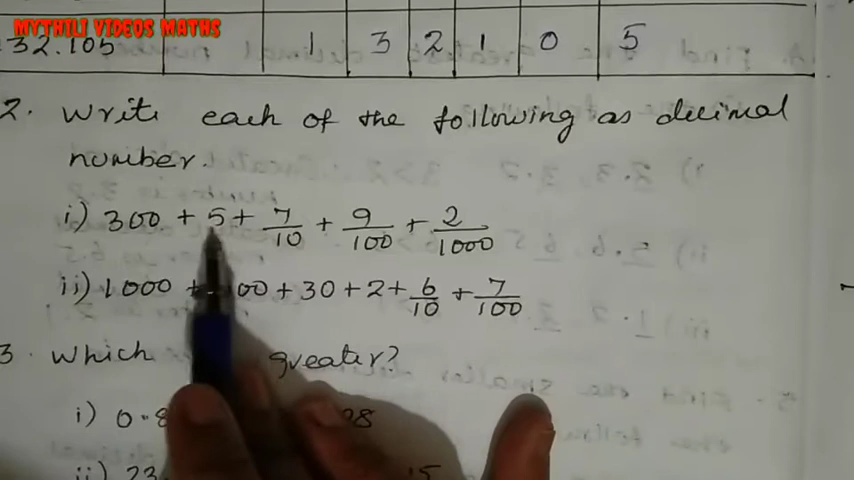 MYTHILI VIDEOS MATHS
32.105 1 3 2 1 0 5
2. Write each of the following as decimal
number.
i) 300 + 5 + 7/10 + 9/100 + 2/1000
ii) 1000 + 00 + 30 + 2 + 6/10 + 7/100
3. Which greater?
i) 0.8
ii) 23